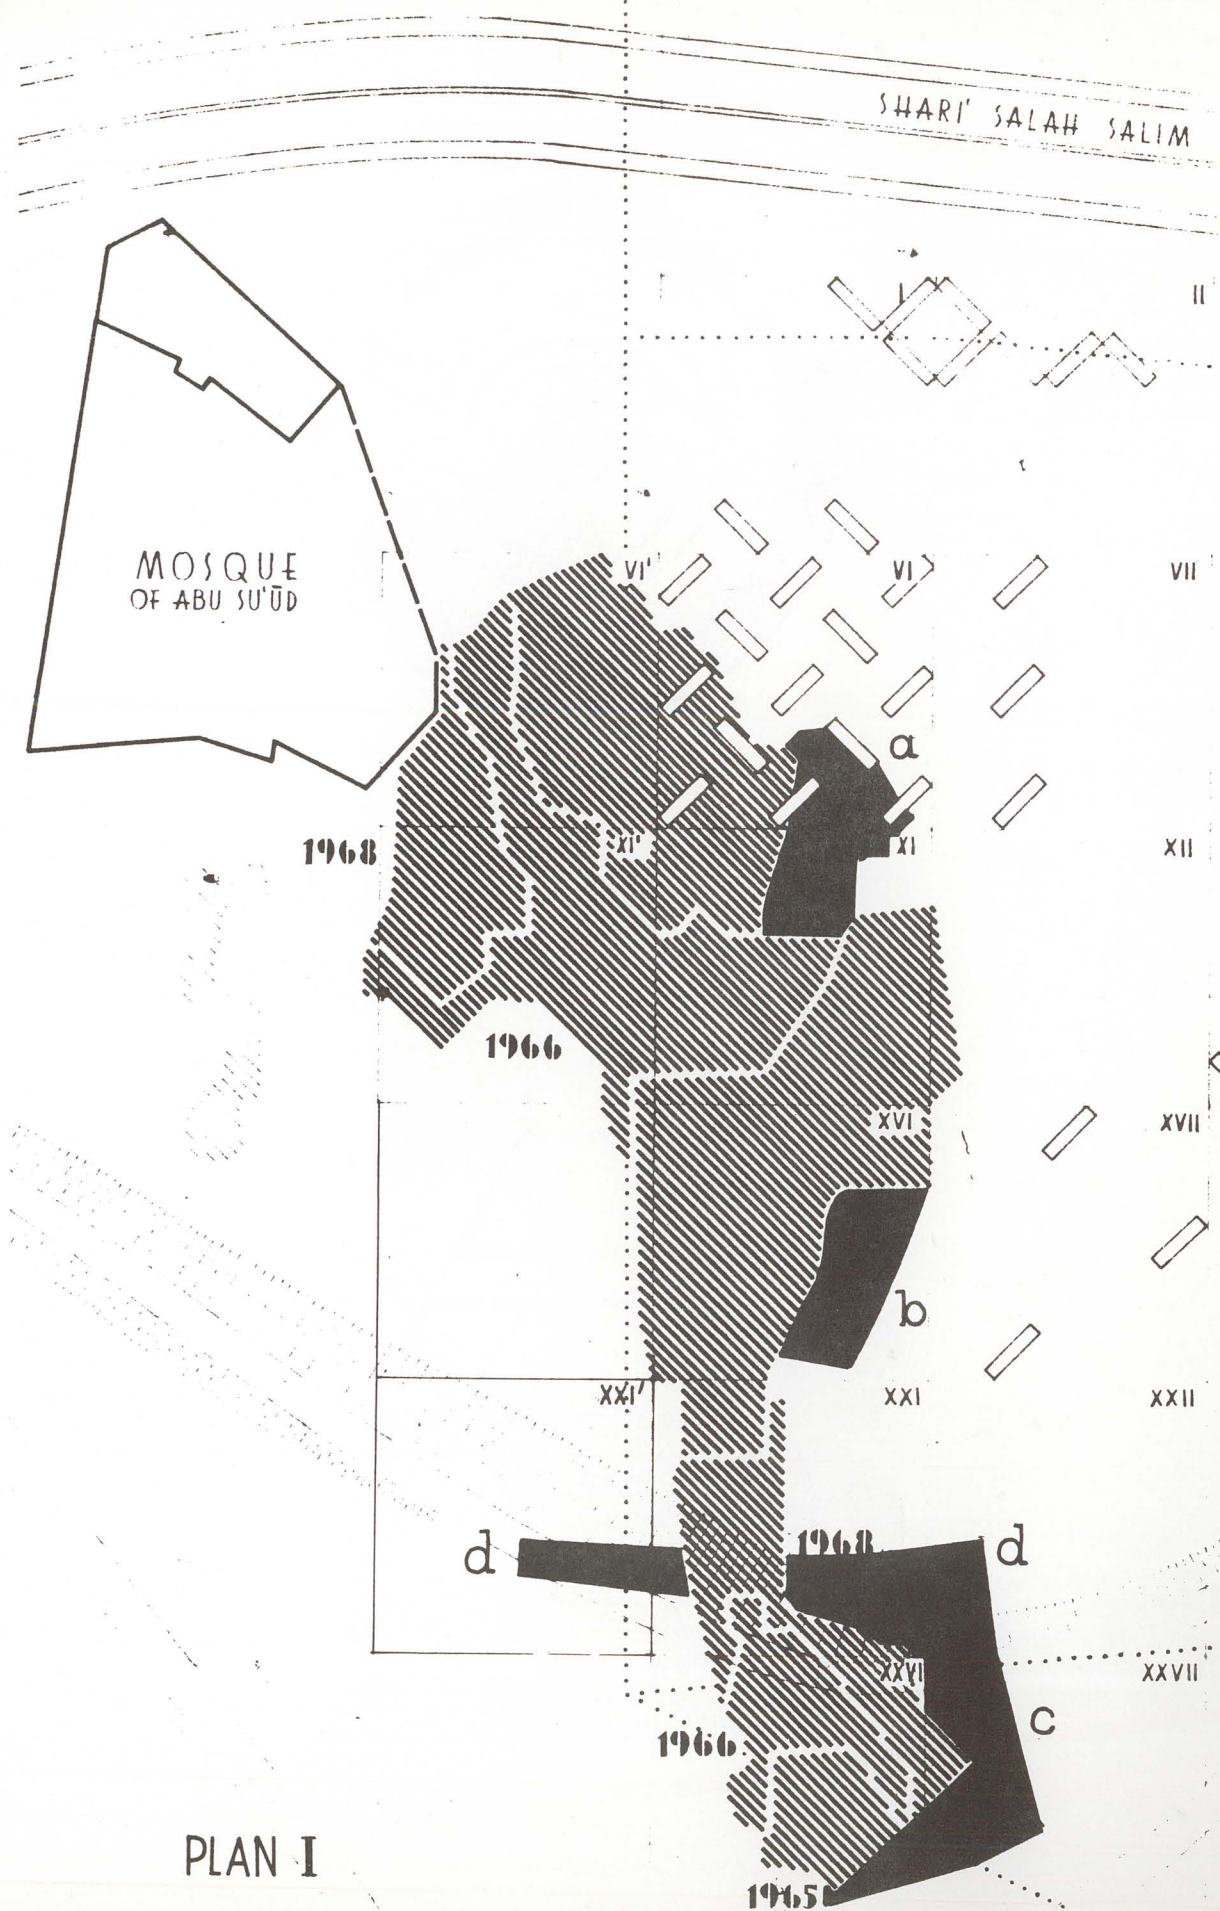 SHARI' SALAH SALIM
I
II
MOSQUE
OF ABU SU'ŪD
VI'
VI
VII
a
1968
XI'
XI
XII
1966
XVI
XVII
b
XXI'
XXI
XXII
d
1968
d
XXVI
XXVII
c
1966
PLAN I
1965